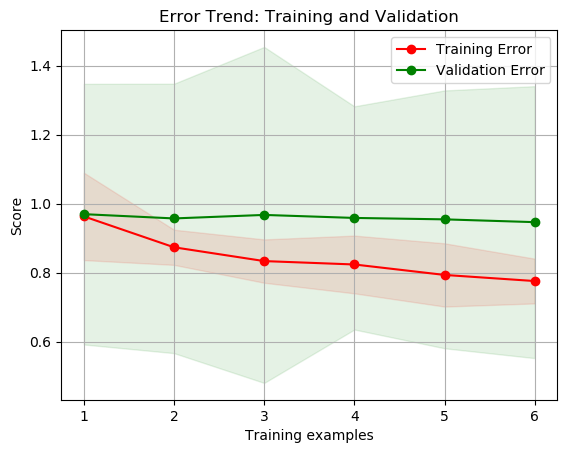 Error Trend: Training and Validation
Training Error
Validation Error
Score
1.4
1.2
1.0
0.8
0.6
1 2 3 4 5 6
Training examples